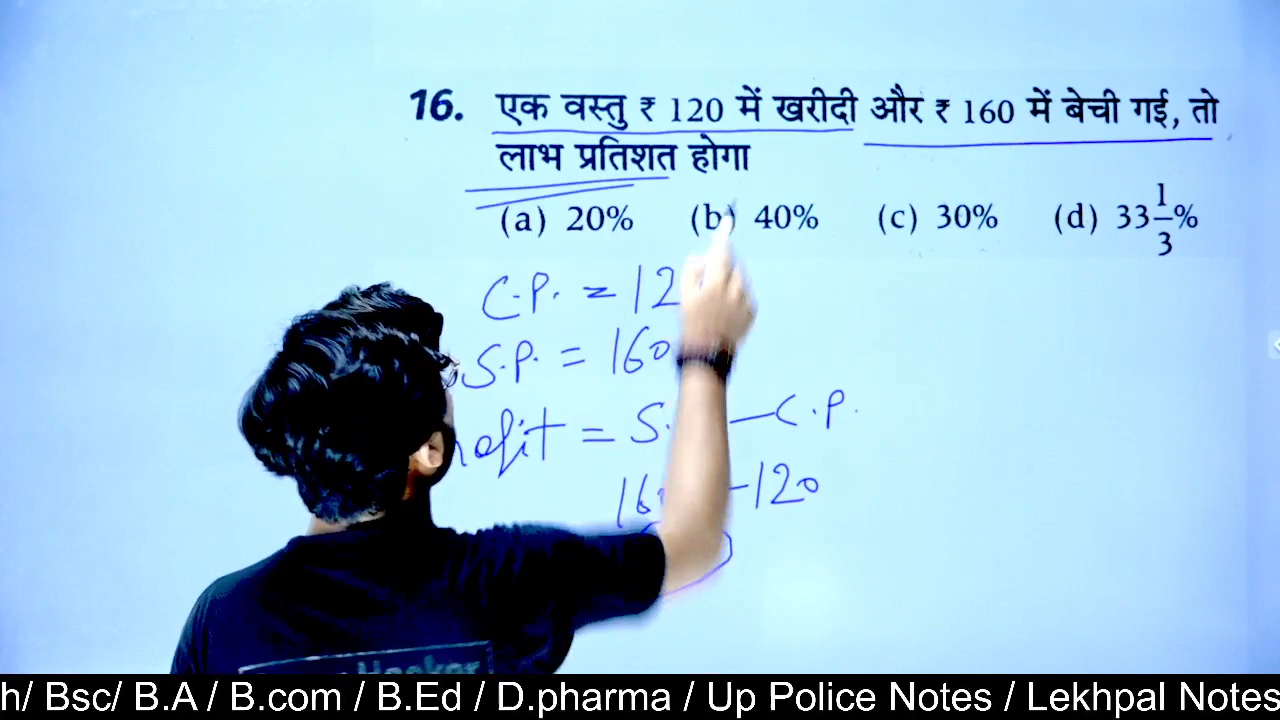 16. एक वस्तु ₹ 120 में खरीदी और ₹ 160 में बेची गई, तो
लाभ प्रतिशत होगा
(a) 20% (b) 40% (c) 30% (d) 33 1/3 %
C.P. = 12
S.P. = 160
= S. — C.P.
16 - 120
h/ Bsc/ B.A / B.com / B.Ed / D.pharma / Up Police Notes / Lekhpal Notes